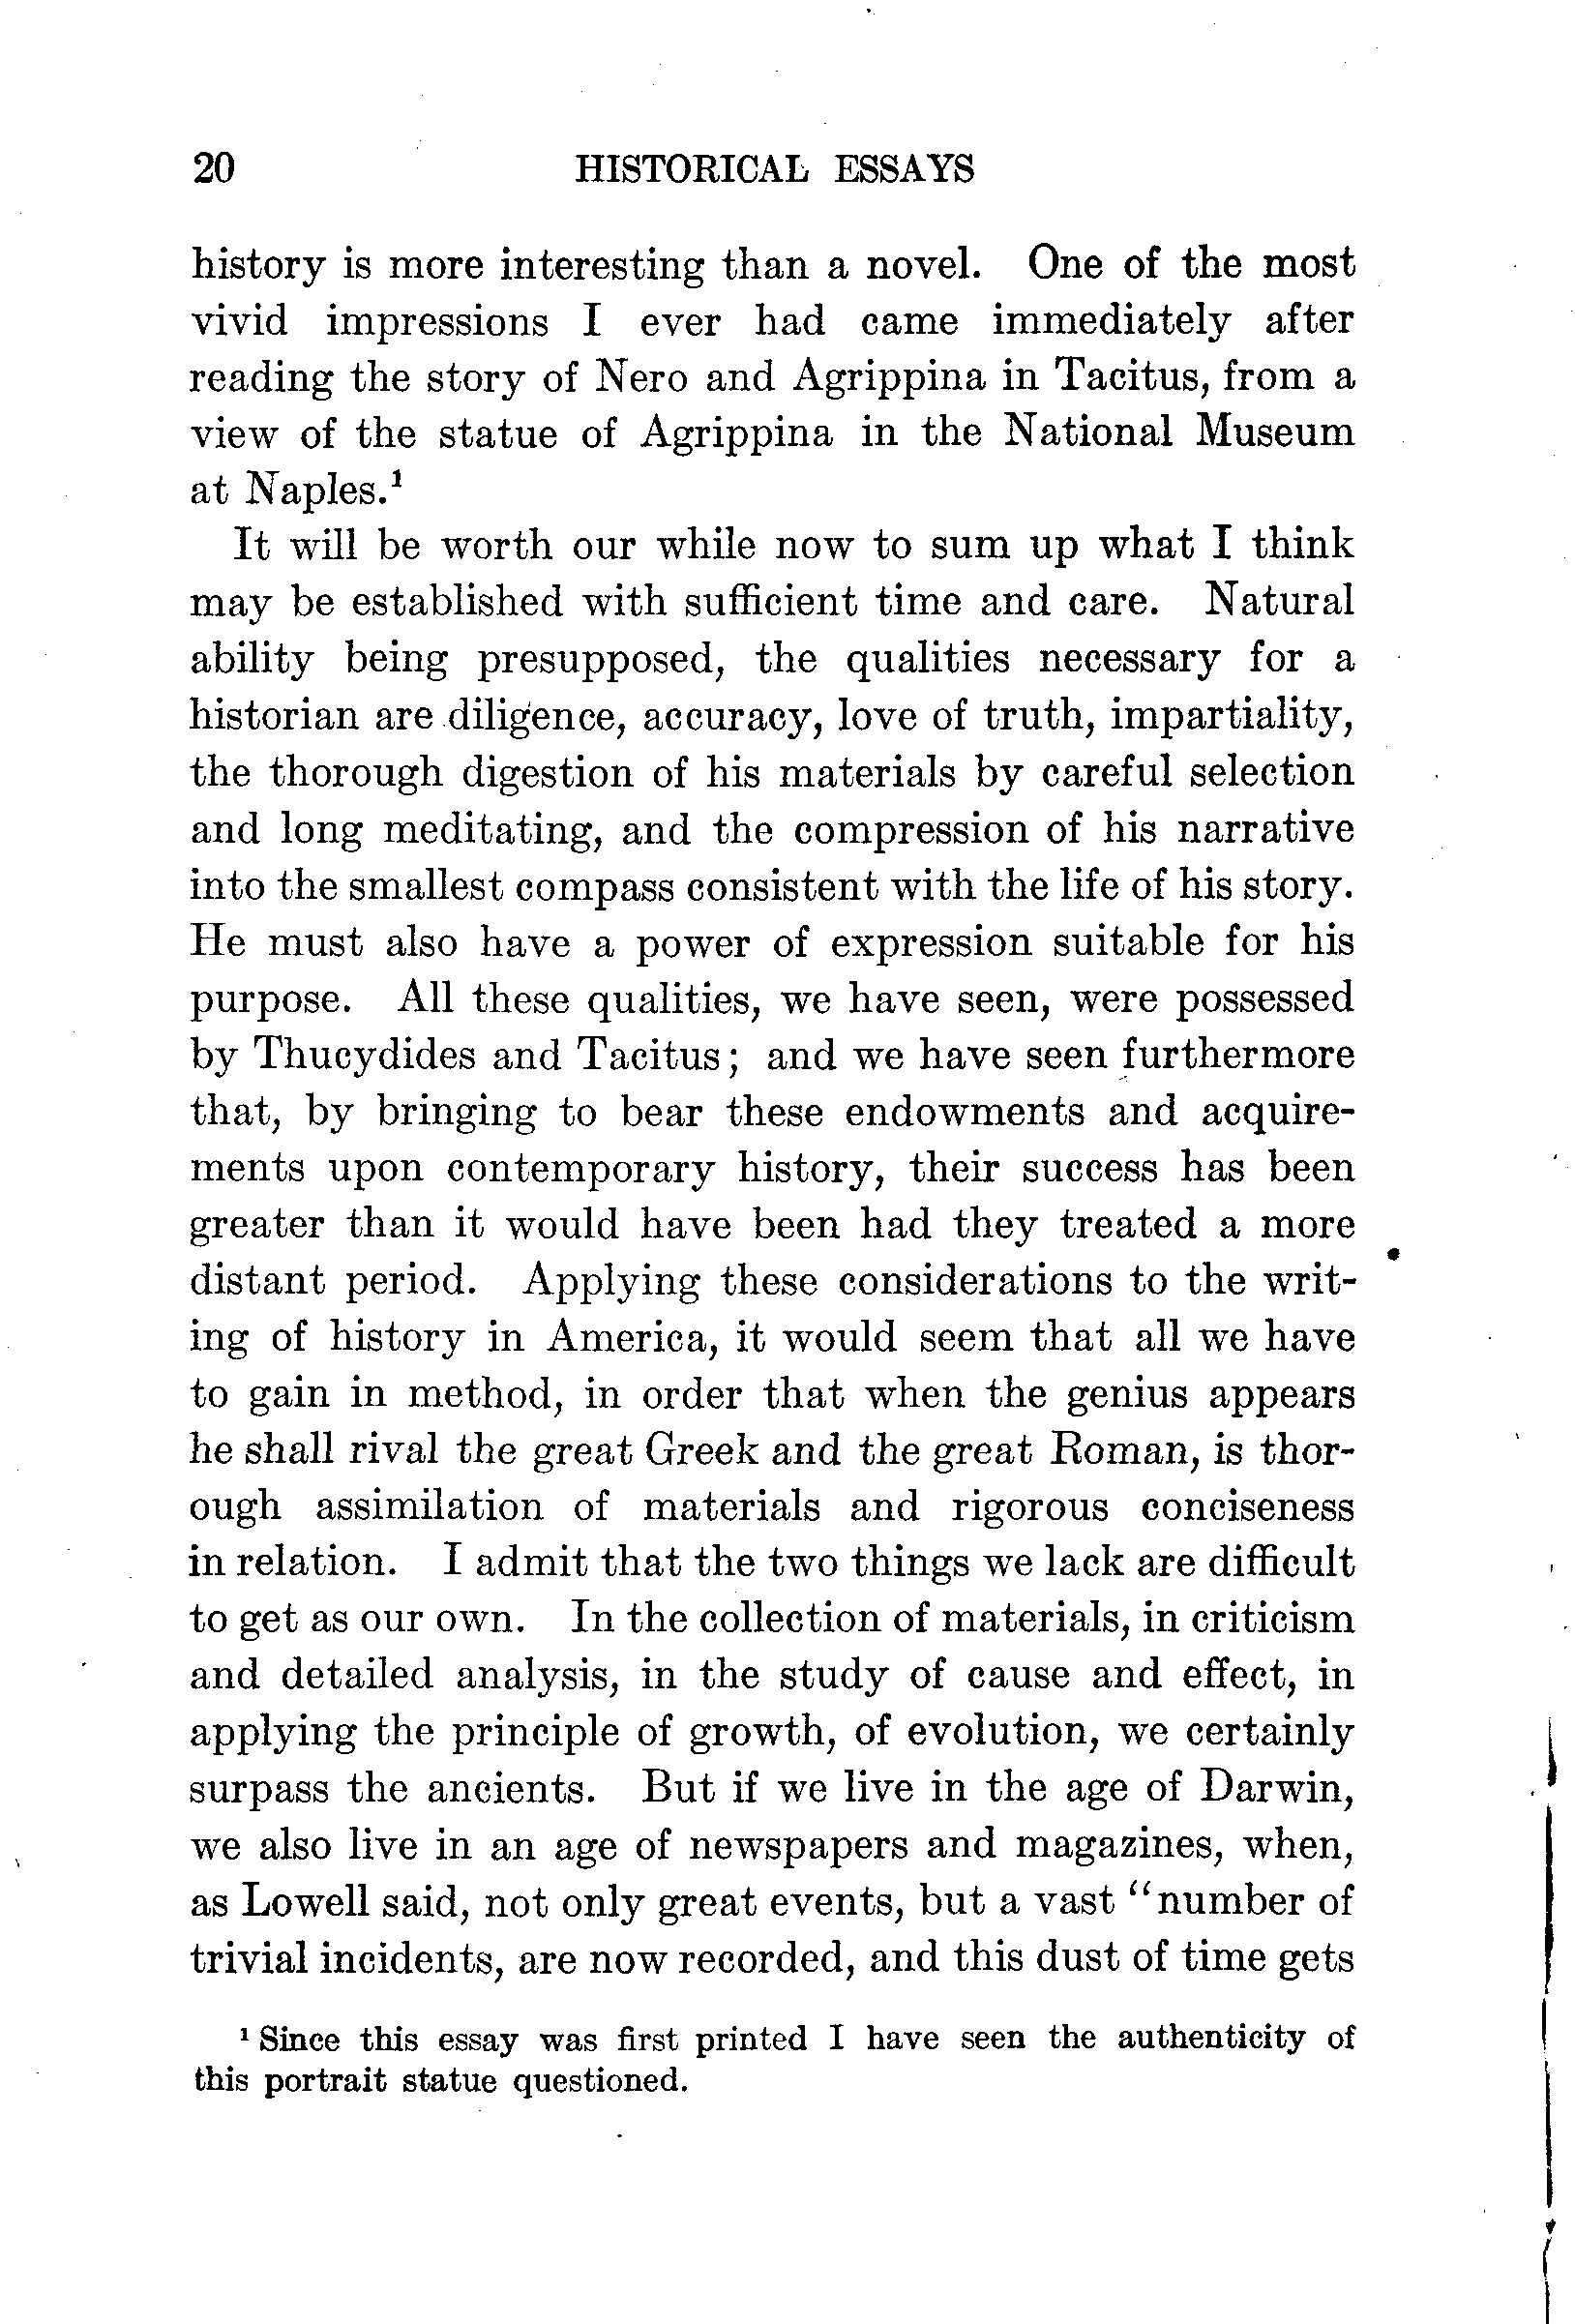 20 HISTORICAL ESSAYS
history is more interesting than a novel. One of the most
vivid impressions I ever had came immediately after
reading the story of Nero and Agrippina in Tacitus, from a
view of the statue of Agrippina in the National Museum
at Naples.¹
It will be worth our while now to sum up what I think
may be established with sufficient time and care. Natural
ability being presupposed, the qualities necessary for a
historian are diligence, accuracy, love of truth, impartiality,
the thorough digestion of his materials by careful selection
and long meditating, and the compression of his narrative
into the smallest compass consistent with the life of his story.
He must also have a power of expression suitable for his
purpose. All these qualities, we have seen, were possessed
by Thucydides and Tacitus; and we have seen furthermore
that, by bringing to bear these endowments and acquire-
ments upon contemporary history, their success has been
greater than it would have been had they treated a more
distant period. Applying these considerations to the writ-
ing of history in America, it would seem that all we have
to gain in method, in order that when the genius appears
he shall rival the great Greek and the great Roman, is thor-
ough assimilation of materials and rigorous conciseness
in relation. I admit that the two things we lack are difficult
to get as our own. In the collection of materials, in criticism
and detailed analysis, in the study of cause and effect, in
applying the principle of growth, of evolution, we certainly
surpass the ancients. But if we live in the age of Darwin,
we also live in an age of newspapers and magazines, when,
as Lowell said, not only great events, but a vast “number of
trivial incidents, are now recorded, and this dust of time gets
¹ Since this essay was first printed I have seen the authenticity of
this portrait statue questioned.